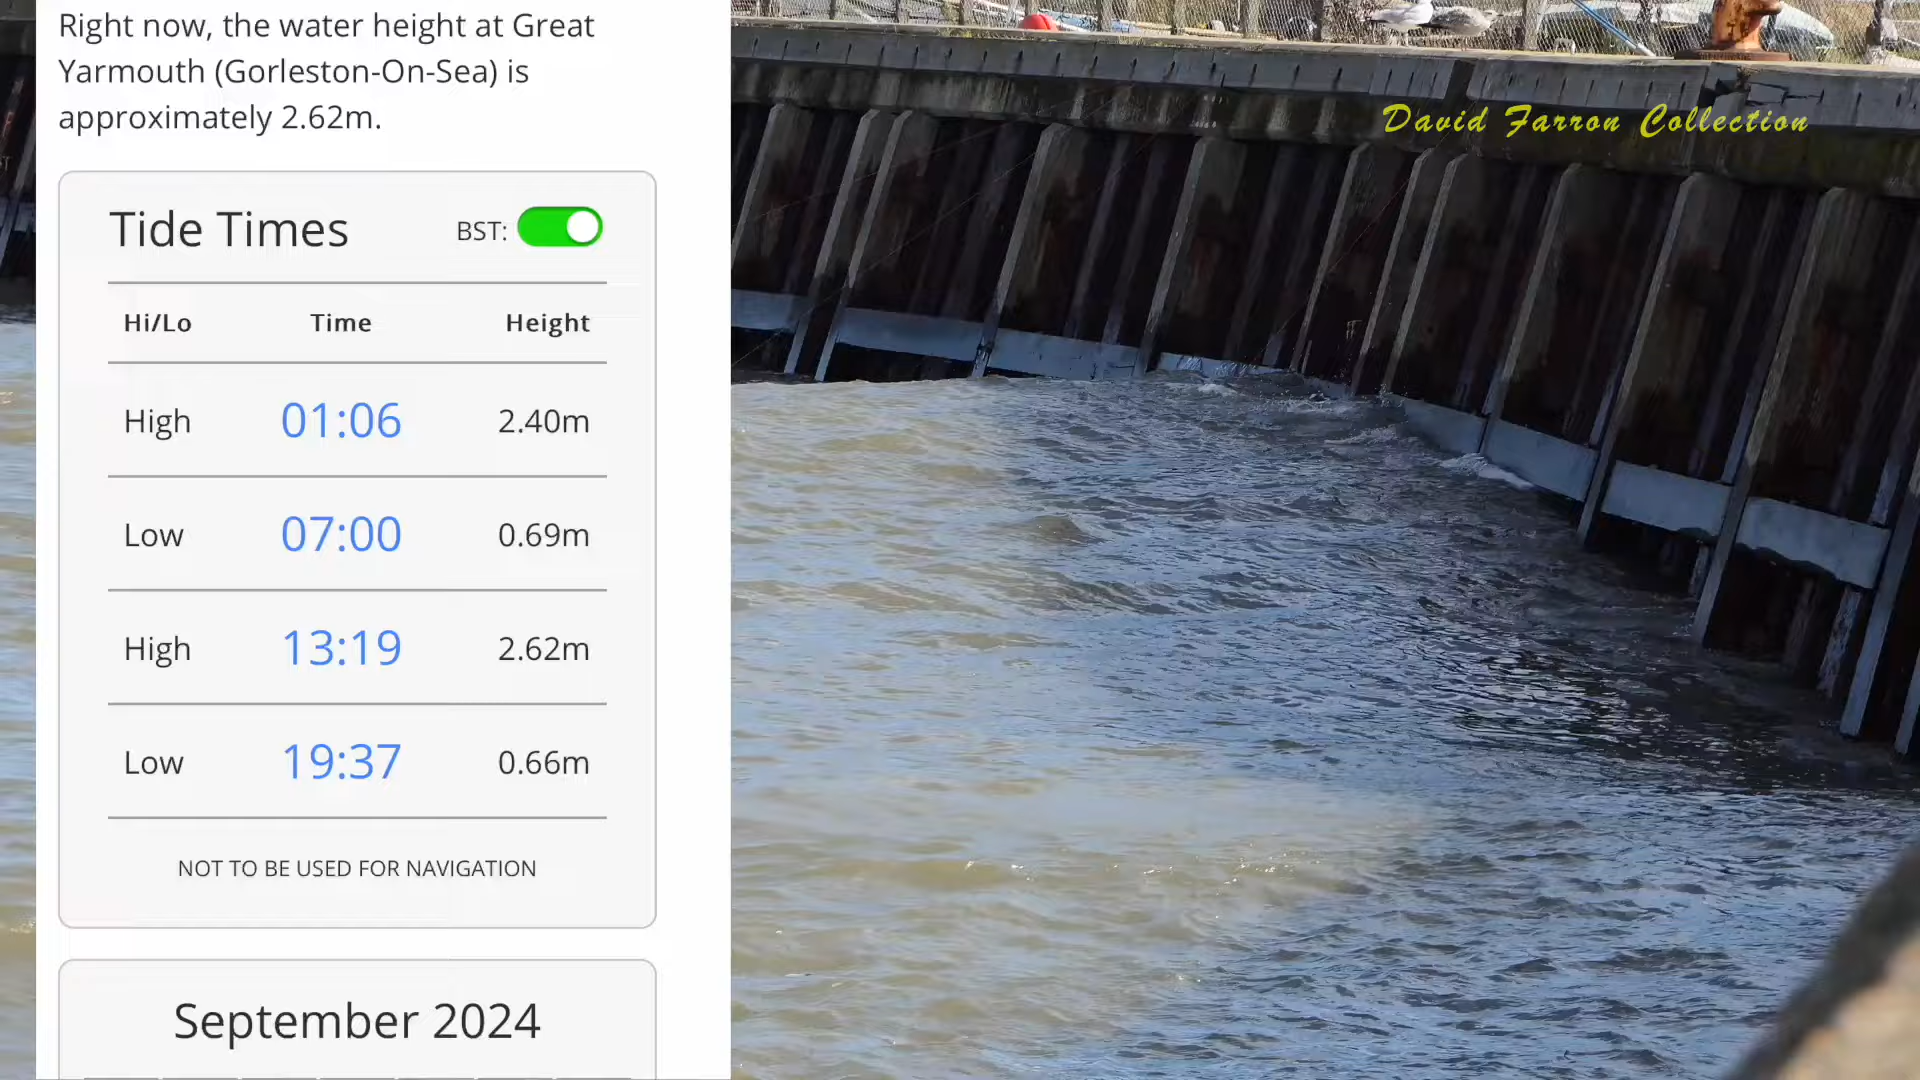 Right now, the water height at Great
Yarmouth (Gorleston-On-Sea) is
approximately 2.62m.
David Farron Collection
Tide Times BST:
Hi/Lo Time Height
High 01:06 2.40m
Low 07:00 0.69m
High 13:19 2.62m
Low 19:37 0.66m
NOT TO BE USED FOR NAVIGATION
September 2024